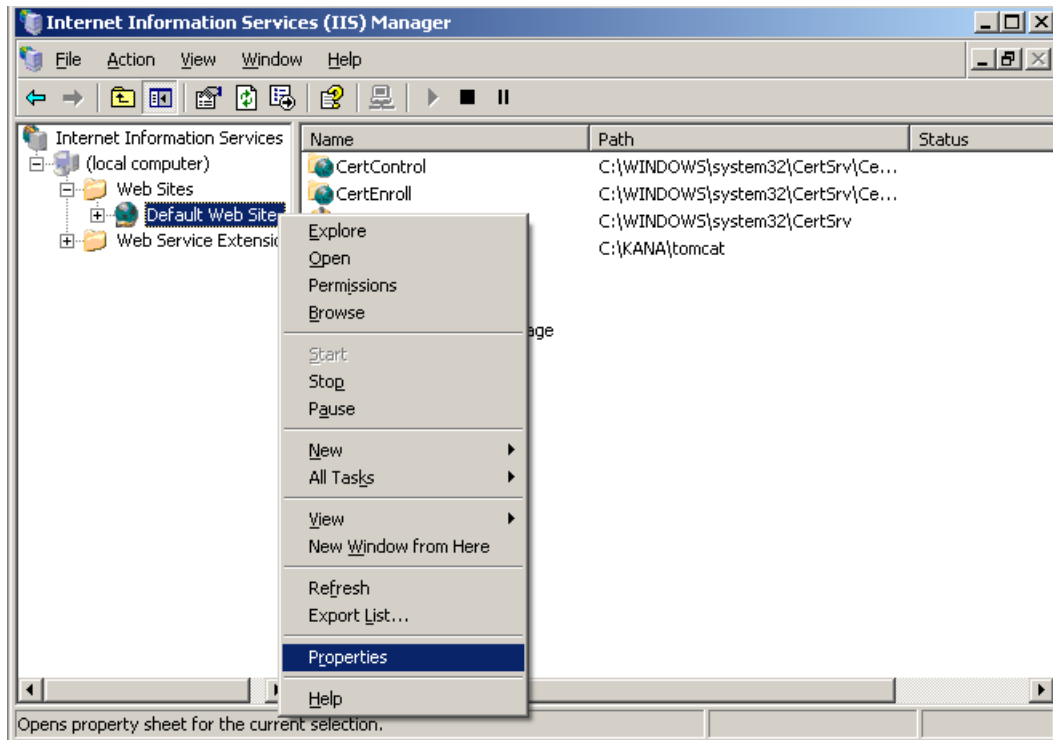 Internet Information Services (IIS) Manager
File Action View Window Help
Internet Information Services
(local computer)
Web Sites
Default Web Site
Web Service Extensio
Name Path Status
CertControl C:\WINDOWS\system32\CertSrv\Ce...
CertEnroll C:\WINDOWS\system32\CertSrv\Ce...
C:\WINDOWS\system32\CertSrv
C:\KANA\tomcat
age
Explore
Open
Permissions
Browse
Start
Stop
Pause
New
All Tasks
View
New Window from Here
Refresh
Export List...
Properties
Help
Opens property sheet for the current selection.